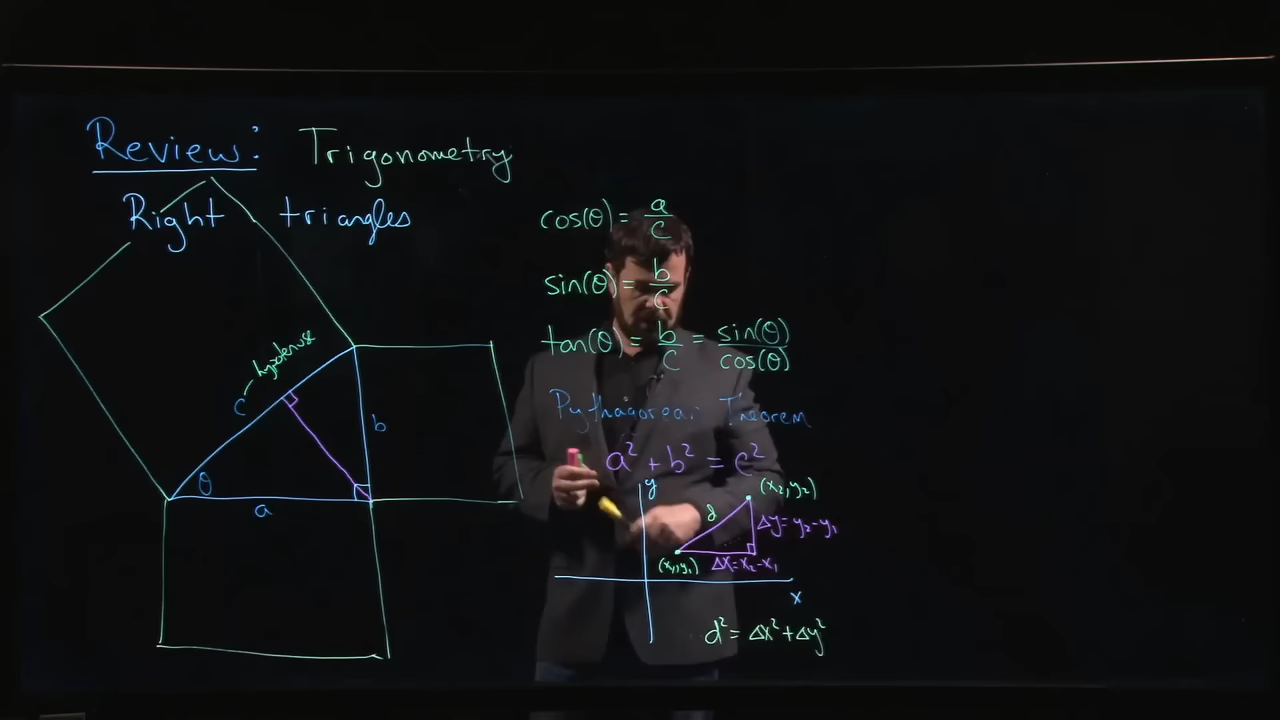 Review: Trigonometry
Right triangles
c
hypotenuse
θ
a
b
cos(θ) = a/c
sin(θ) = b/c
tan(θ) = b/c = sin(θ)/cos(θ)
Pythagorean Theorem
a² + b² = c²
y
(x₂, y₂)
d
Δy = y₂ - y₁
(x₁, y₁)
Δx = x₂ - x₁
x
d² = Δx² + Δy²